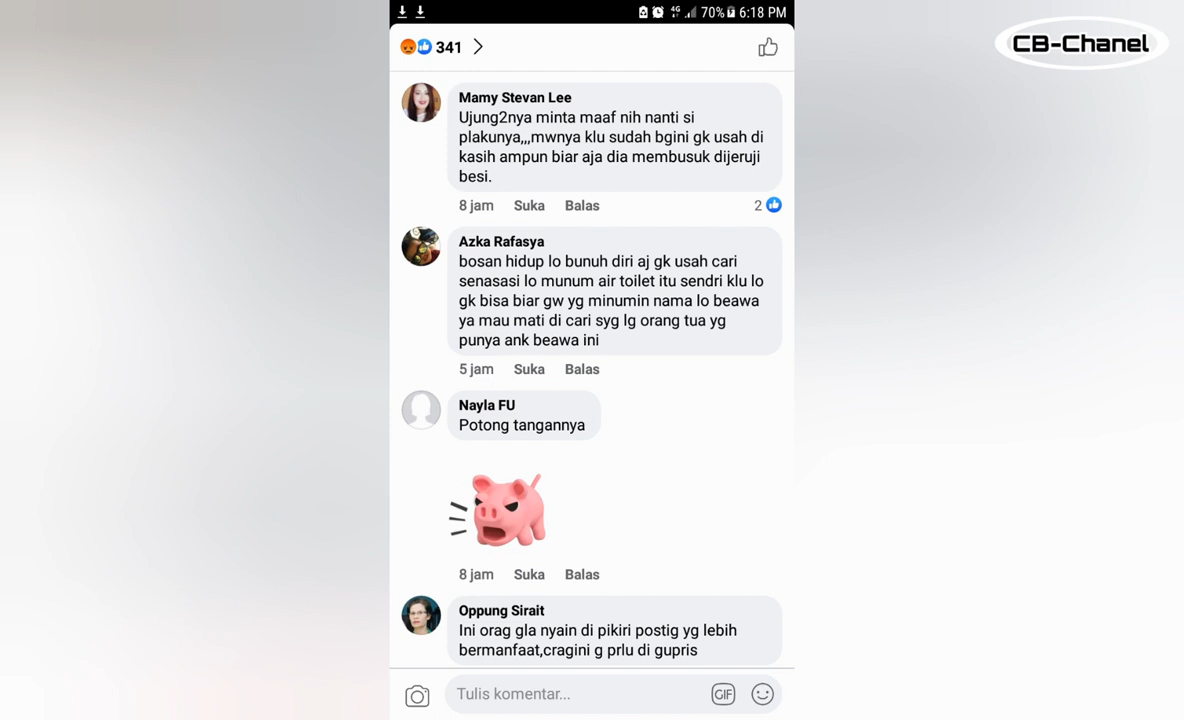 4G 70% 6:18 PM
CB-Chanel
341
Mamy Stevan Lee
Ujung2nya minta maaf nih nanti si
plakunya,,,mwnya klu sudah bgini gk usah di
kasih ampun biar aja dia membusuk dijeruji
besi.
8 jam Suka Balas 2
Azka Rafasya
bosan hidup lo bunuh diri aj gk usah cari
senasasi lo munum air toilet itu sendri klu lo
gk bisa biar gw yg minumin nama lo beawa
ya mau mati di cari syg lg orang tua yg
punya ank beawa ini
5 jam Suka Balas
Nayla FU
Potong tangannya
8 jam Suka Balas
Oppung Sirait
Ini orag gla nyain di pikiri postig yg lebih
bermanfaat,cragini g prlu di gupris
Tulis komentar... GIF